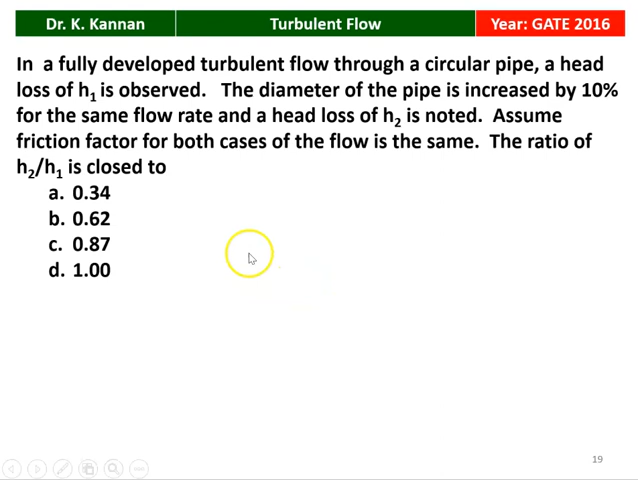 Dr. K. Kannan
Turbulent Flow
Year: GATE 2016
In a fully developed turbulent flow through a circular pipe, a head
loss of h₁ is observed. The diameter of the pipe is increased by 10%
for the same flow rate and a head loss of h₂ is noted. Assume
friction factor for both cases of the flow is the same. The ratio of
h₂/h₁ is closed to
a. 0.34
b. 0.62
c. 0.87
d. 1.00
19